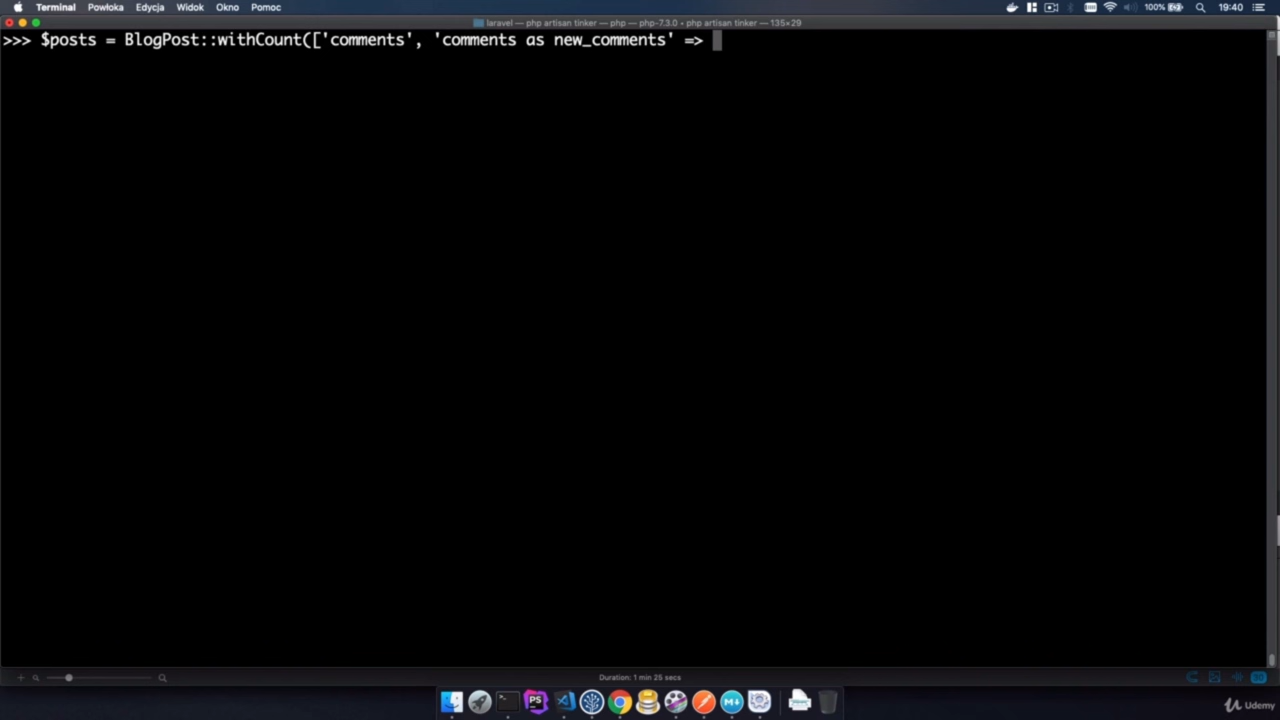 Terminal Powłoka Edycja Widok Okno Pomoc 100% 19:40
laravel — php artisan tinker — php — php-7.3.0 • php artisan tinker — 135×29
>>> $posts = BlogPost::withCount(['comments', 'comments as new_comments' =>
Duration: 1 min 25 secs
PS
M↓
Udemy